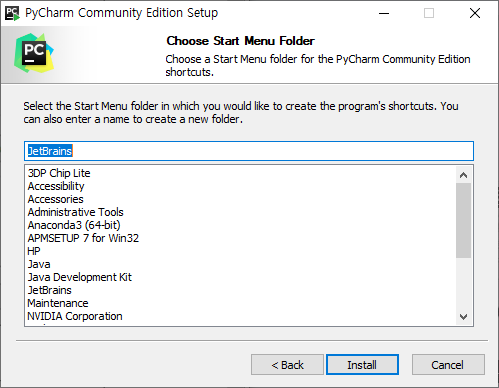 PC
PyCharm Community Edition Setup
PC
Choose Start Menu Folder
Choose a Start Menu folder for the PyCharm Community Edition
shortcuts.
Select the Start Menu folder in which you would like to create the program's shortcuts. You
can also enter a name to create a new folder.
JetBrains
3DP Chip Lite
Accessibility
Accessories
Administrative Tools
Anaconda3 (64-bit)
APMSETUP 7 for Win32
HP
Java
Java Development Kit
JetBrains
Maintenance
NVIDIA Corporation
< Back
Install
Cancel